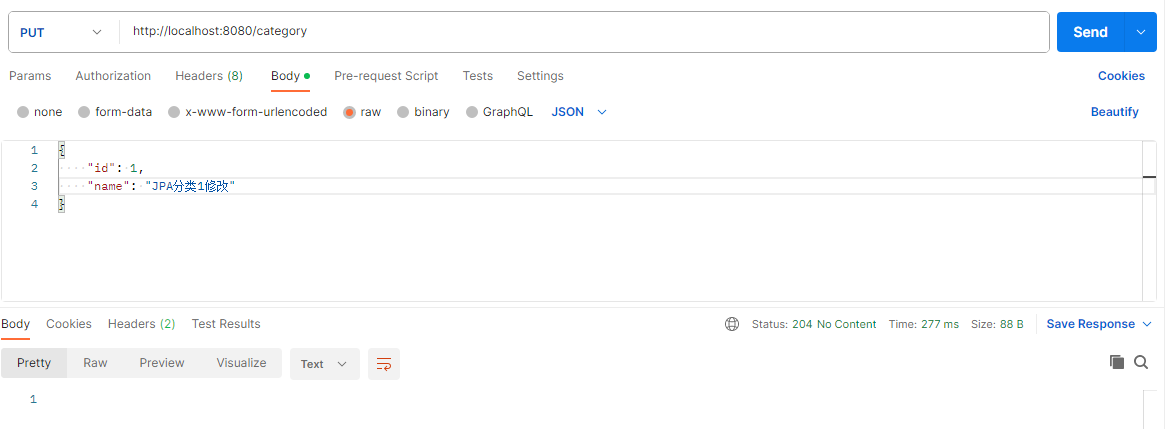 PUT http://localhost:8080/category Send
Params Authorization Headers (8) Body Pre-request Script Tests Settings Cookies
none form-data x-www-form-urlencoded raw binary GraphQL JSON Beautify
1 {
2 "id": 1,
3 "name": "JPA分类1修改"
4 }
Body Cookies Headers (2) Test Results Status: 204 No Content Time: 277 ms Size: 88 B Save Response
Pretty Raw Preview Visualize Text
1